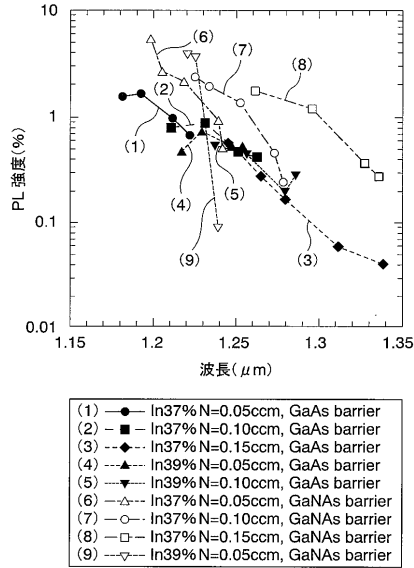 10
1
0.1
0.01
PL 強度(%)
(6)
(7)
(8)
(2)
(1)
(4)
(5)
(3)
(9)
1.15 1.2 1.25 1.3 1.35
波長(μm)
(1) In37% N=0.05ccm, GaAs barrier
(2) In37% N=0.10ccm, GaAs barrier
(3) In37% N=0.15ccm, GaAs barrier
(4) In39% N=0.05ccm, GaAs barrier
(5) In39% N=0.10ccm, GaAs barrier
(6) In37% N=0.05ccm, GaNAs barrier
(7) In37% N=0.10ccm, GaNAs barrier
(8) In37% N=0.15ccm, GaNAs barrier
(9) In39% N=0.05ccm, GaNAs barrier